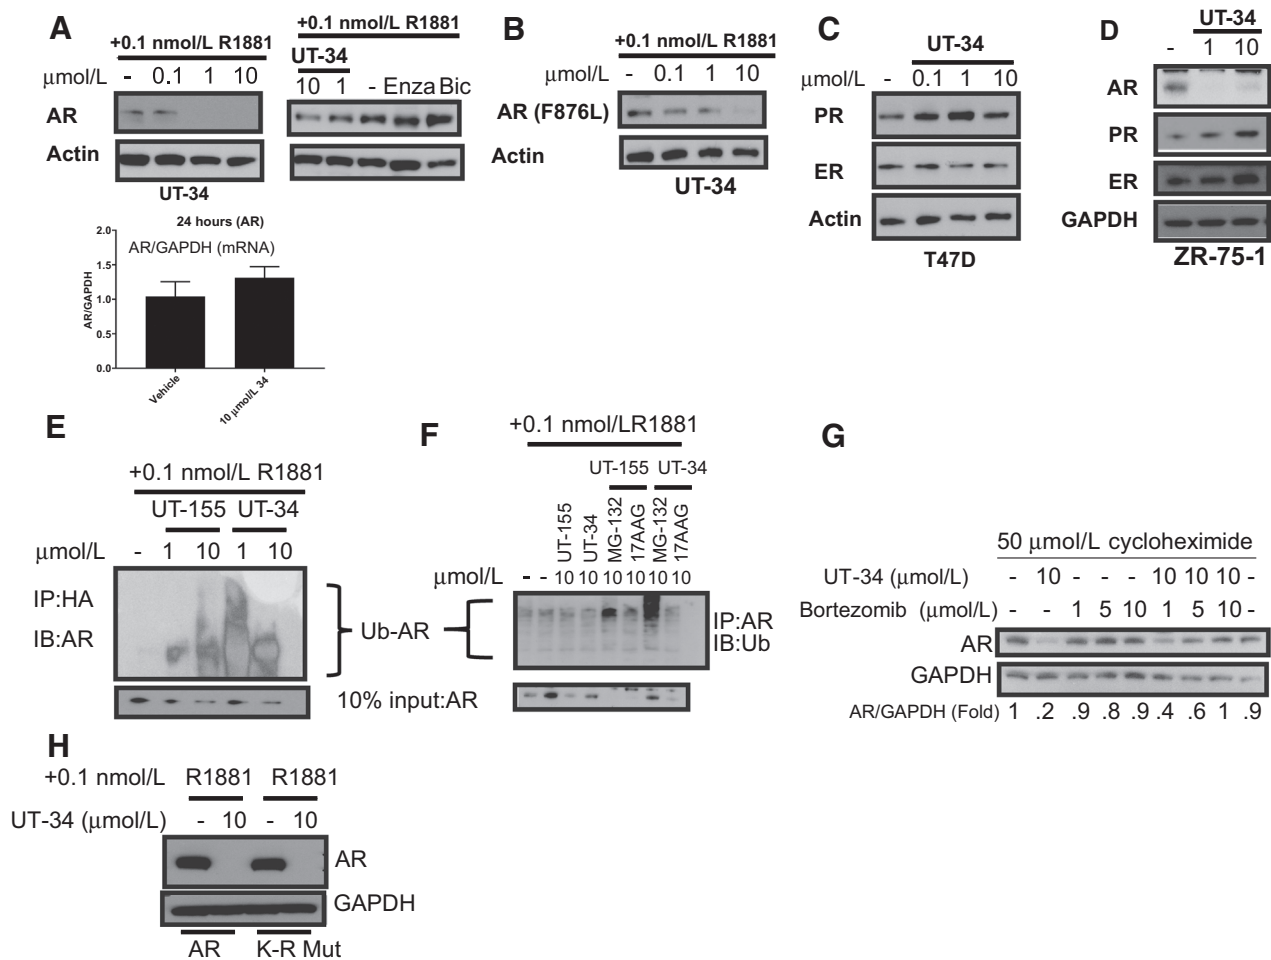 A
+0.1 nmol/L R1881
μmol/L - 0.1 1 10
AR
Actin
UT-34
+0.1 nmol/L R1881
UT-34
10 1 - Enza Bic
24 hours (AR)
AR/GAPDH (mRNA)
AR/GAPDH
2.0
1.5
1.0
0.5
0.0
Vehicle
10 μmol/L 34
B
+0.1 nmol/L R1881
μmol/L - 0.1 1 10
AR (F876L)
Actin
UT-34
C
UT-34
μmol/L - 0.1 1 10
PR
ER
Actin
T47D
D
UT-34
- 1 10
AR
PR
ER
GAPDH
ZR-75-1
E
+0.1 nmol/L R1881
UT-155 UT-34
μmol/L - 1 10 1 10
IP:HA
IB:AR
Ub-AR
10% input:AR
F
+0.1 nmol/LR1881
UT-155 UT-34
UT-155 UT-34 MG-132 17AAG MG-132 17AAG
μmol/L - - 10 10 10 10 10 10
IP:AR
IB:Ub
G
50 μmol/L cycloheximide
UT-34 (μmol/L) - 10 - - - 10 10 10 -
Bortezomib (μmol/L) - - 1 5 10 1 5 10 -
AR
GAPDH
AR/GAPDH (Fold) 1 .2 .9 .8 .9 .4 .6 1 .9
H
+0.1 nmol/L R1881 R1881
UT-34 (μmol/L) - 10 - 10
AR
GAPDH
AR K-R Mut